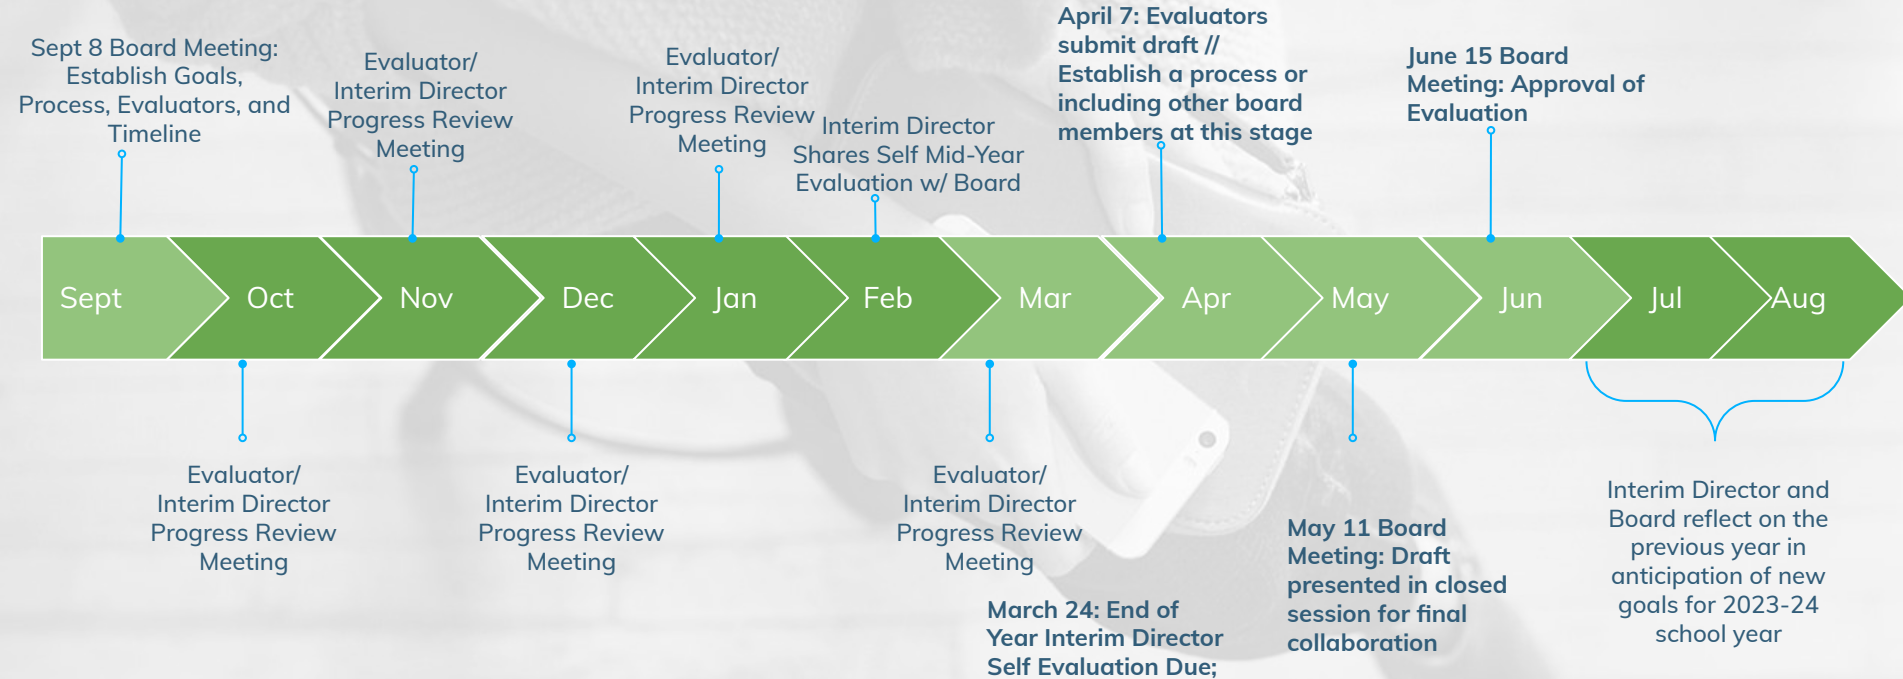 Sept 8 Board Meeting:
Establish Goals,
Process, Evaluators, and
Timeline
Evaluator/
Interim Director
Progress Review
Meeting
Evaluator/
Interim Director
Progress Review
Meeting
Interim Director
Shares Self Mid-Year
Evaluation w/ Board
April 7: Evaluators
submit draft //
Establish a process or
including other board
members at this stage
June 15 Board
Meeting: Approval of
Evaluation
Sept
Oct
Nov
Dec
Jan
Feb
Mar
Apr
May
Jun
Jul
Aug
Evaluator/
Interim Director
Progress Review
Meeting
Evaluator/
Interim Director
Progress Review
Meeting
Evaluator/
Interim Director
Progress Review
Meeting
March 24: End of
Year Interim Director
Self Evaluation Due;
May 11 Board
Meeting: Draft
presented in closed
session for final
collaboration
Interim Director and
Board reflect on the
previous year in
anticipation of new
goals for 2023-24
school year